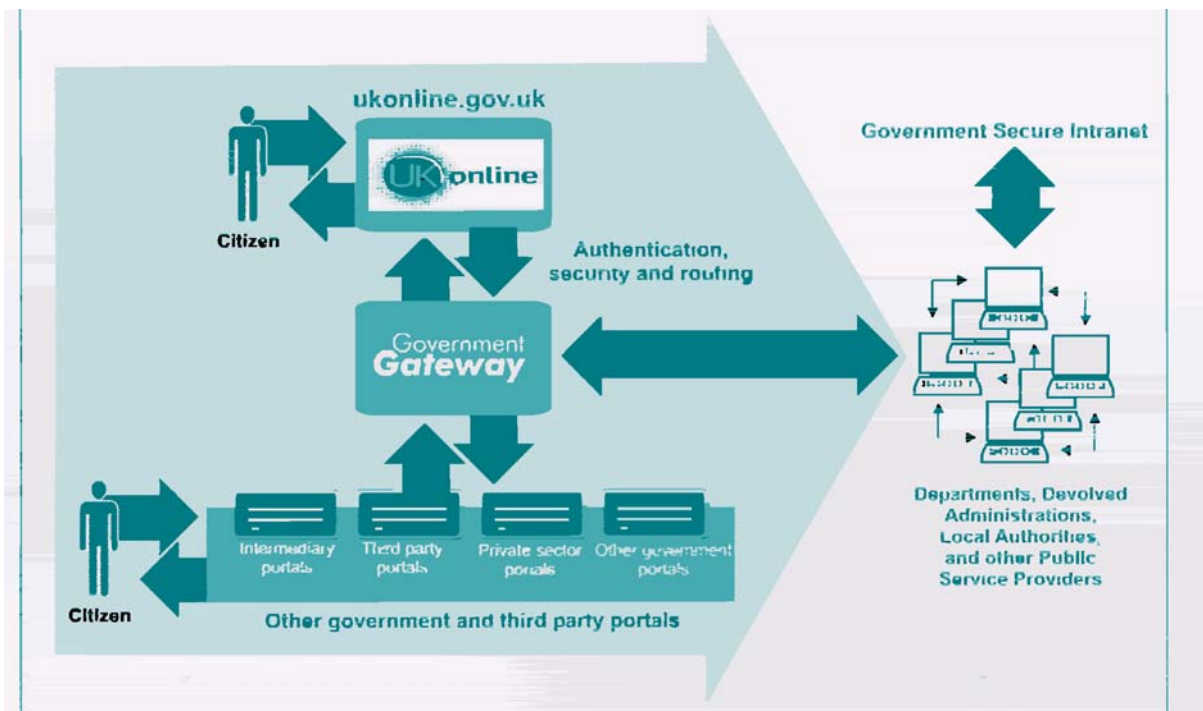 ukonline.gov.uk
UK online
Citizen
Government Secure Intranet
Authentication,
security and routing
Government
Gateway
Intermediary
portals
Third party
portals
Private sector
portals
Other government
portals
Citizen
Other government and third party portals
Departments, Devolved
Administrations,
Local Authorities,
and other Public
Service Providers